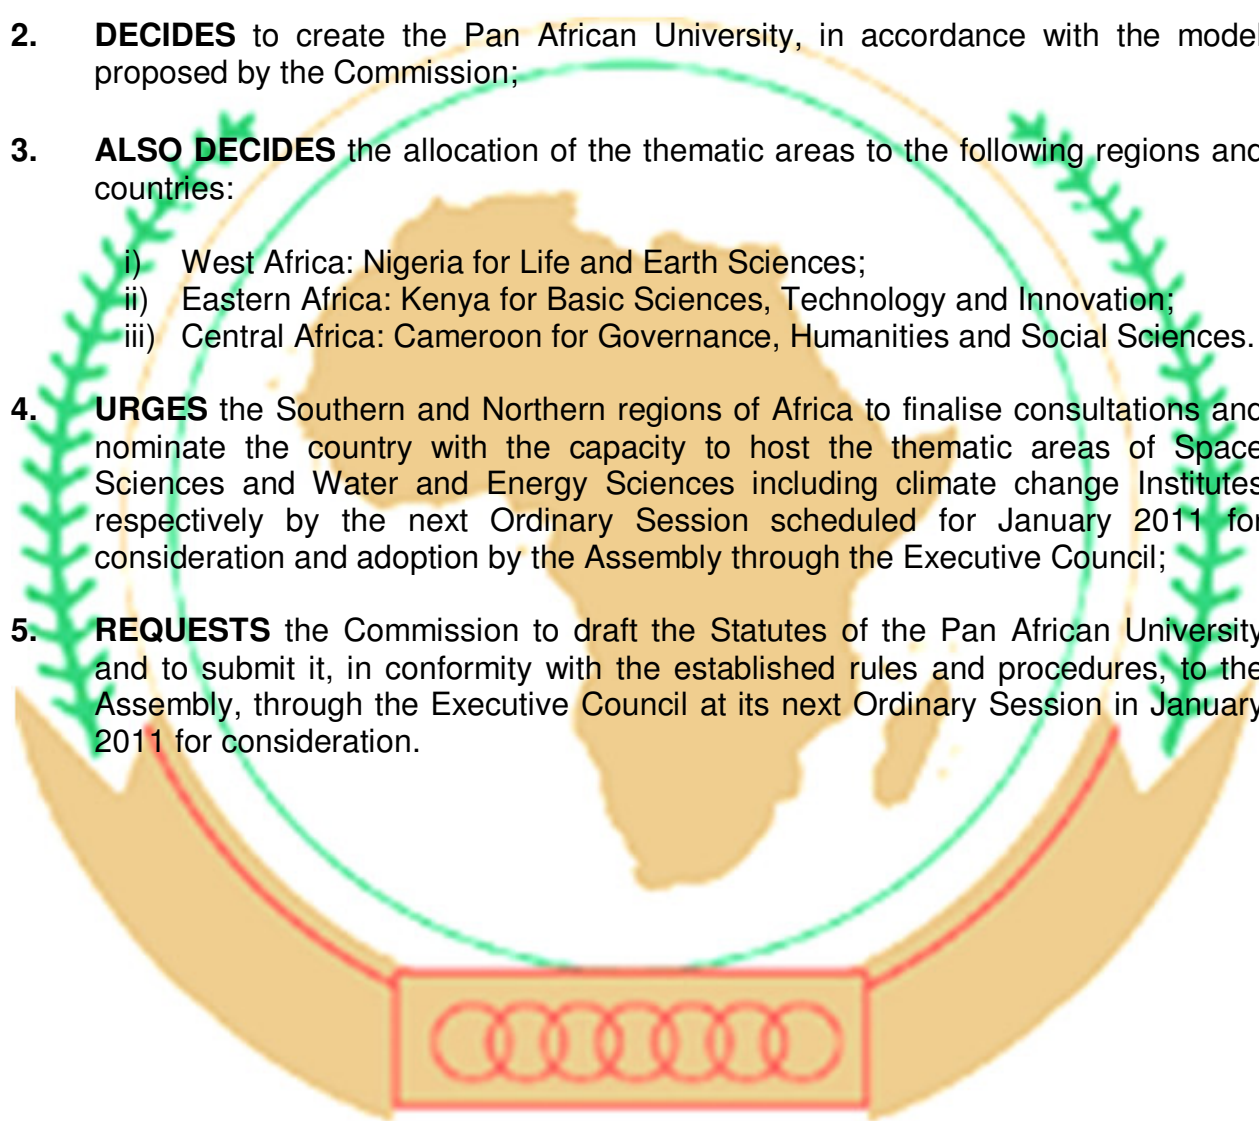 2. DECIDES to create the Pan African University, in accordance with the model
proposed by the Commission;
3. ALSO DECIDES the allocation of the thematic areas to the following regions and
countries:
i) West Africa: Nigeria for Life and Earth Sciences;
ii) Eastern Africa: Kenya for Basic Sciences, Technology and Innovation;
iii) Central Africa: Cameroon for Governance, Humanities and Social Sciences.
4. URGES the Southern and Northern regions of Africa to finalise consultations and
nominate the country with the capacity to host the thematic areas of Space
Sciences and Water and Energy Sciences including climate change Institutes
respectively by the next Ordinary Session scheduled for January 2011 for
consideration and adoption by the Assembly through the Executive Council;
5. REQUESTS the Commission to draft the Statutes of the Pan African University
and to submit it, in conformity with the established rules and procedures, to the
Assembly, through the Executive Council at its next Ordinary Session in January
2011 for consideration.